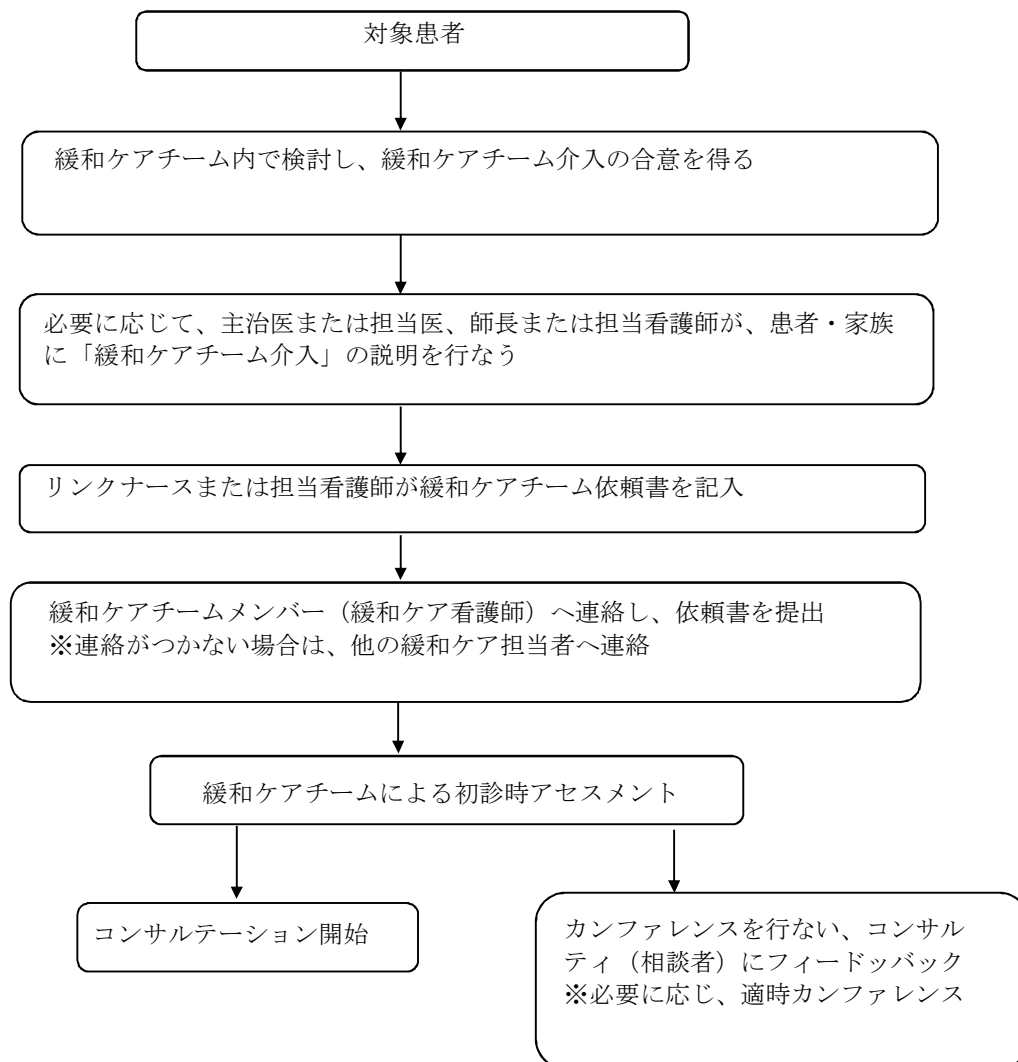 対象患者
緩和ケアチーム内で検討し、緩和ケアチーム介入の合意を得る
必要に応じて、主治医または担当医、師長または担当看護師が、患者・家族
に「緩和ケアチーム介入」の説明を行なう
リンクナースまたは担当看護師が緩和ケアチーム依頼書を記入
緩和ケアチームメンバー（緩和ケア看護師）へ連絡し、依頼書を提出
※連絡がつかない場合は、他の緩和ケア担当者へ連絡
緩和ケアチームによる初診時アセスメント
コンサルテーション開始
カンファレンスを行ない、コンサル
ティ（相談者）にフィードッバック
※必要に応じ、適時カンファレンス